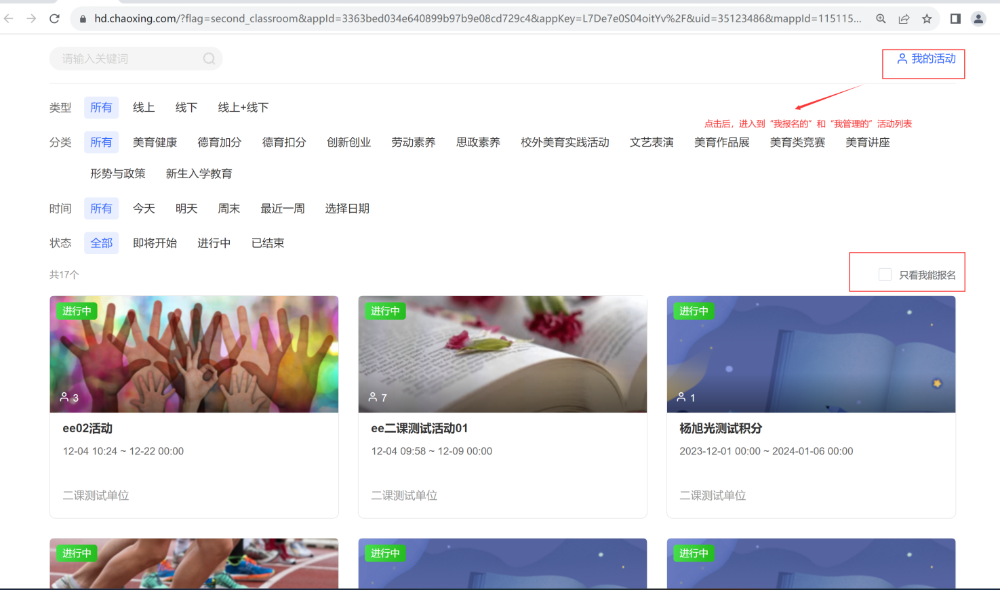 hd.chaoxing.com/?flag=second_classroom&appId=3363bed034e640899b97b9e08cd729c4&appKey=L7De7e0S04oitYv%2F&uid=35123486&mappId=115115...
请输入关键词
我的活动
类型 所有 线上 线下 线上+线下
点击后，进入到“我报名的”和“我管理的”活动列表
分类 所有 美育健康 德育加分 德育扣分 创新创业 劳动素养 思政素养 校外美育实践活动 文艺表演 美育作品展 美育类竞赛 美育讲座
形势与政策 新生入学教育
时间 所有 今天 明天 周末 最近一周 选择日期
状态 全部 即将开始 进行中 已结束
共17个
只看我能报名
进行中
3
ee02活动
12-04 10:24 ~ 12-22 00:00
二课测试单位
进行中
7
ee二课测试活动01
12-04 09:58 ~ 12-09 00:00
二课测试单位
进行中
1
杨旭光测试积分
2023-12-01 00:00 ~ 2024-01-06 00:00
二课测试单位
进行中
进行中
进行中